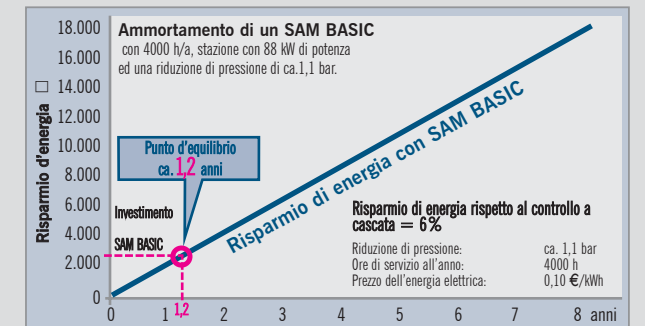 Ammortamento di un SAM BASIC
con 4000 h/a, stazione con 88 kW di potenza
ed una riduzione di pressione di ca.1,1 bar.
Risparmio d'energia □
18.000
16.000
14.000
12.000
10.000
8.000
6.000
4.000
2.000
0
Punto d'equilibrio
ca. 1,2 anni
Investimento
SAM BASIC
Risparmio di energia con SAM BASIC
Risparmio di energia rispetto al controllo a
cascata = 6%
Riduzione di pressione: ca. 1,1 bar
Ore di servizio all'anno: 4000 h
Prezzo dell'energia elettrica: 0,10 €/kWh
0 1 1,2 2 3 4 5 6 7 8 anni